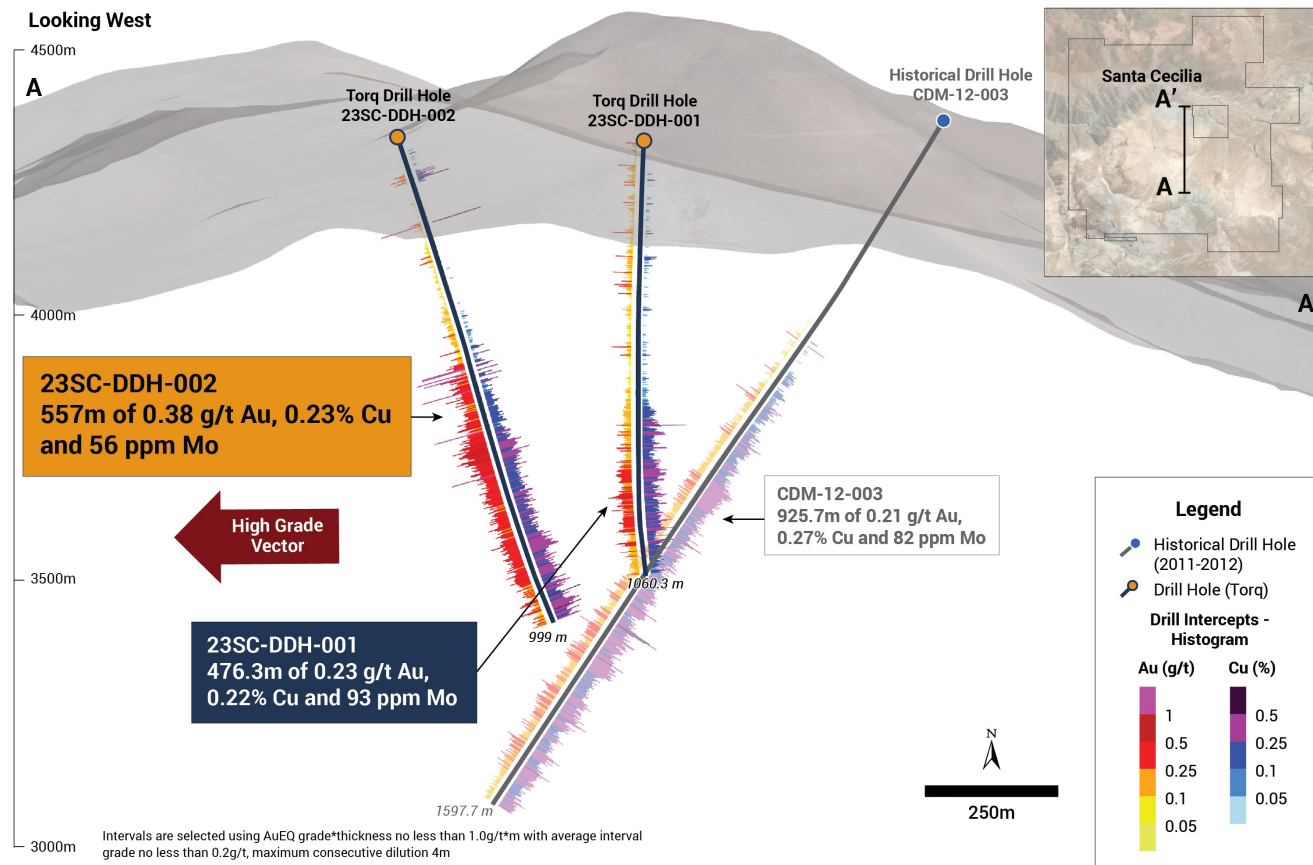 Looking West
4500m
A
Torq Drill Hole
23SC-DDH-002
Torq Drill Hole
23SC-DDH-001
Historical Drill Hole
CDM-12-003
Santa Cecilia
A’
A
A
4000m
23SC-DDH-002
557m of 0.38 g/t Au, 0.23% Cu
and 56 ppm Mo
High Grade
Vector
CDM-12-003
925.7m of 0.21 g/t Au,
0.27% Cu and 82 ppm Mo
3500m
1060.3 m
999 m
23SC-DDH-001
476.3m of 0.23 g/t Au,
0.22% Cu and 93 ppm Mo
1597.7 m
3000m
Intervals are selected using AuEQ grade*thickness no less than 1.0g/t*m with average interval
grade no less than 0.2g/t, maximum consecutive dilution 4m
N
250m
Legend
Historical Drill Hole
(2011-2012)
Drill Hole (Torq)
Drill Intercepts -
Histogram
Au (g/t)
1
0.5
0.25
0.1
0.05
Cu (%)
0.5
0.25
0.1
0.05